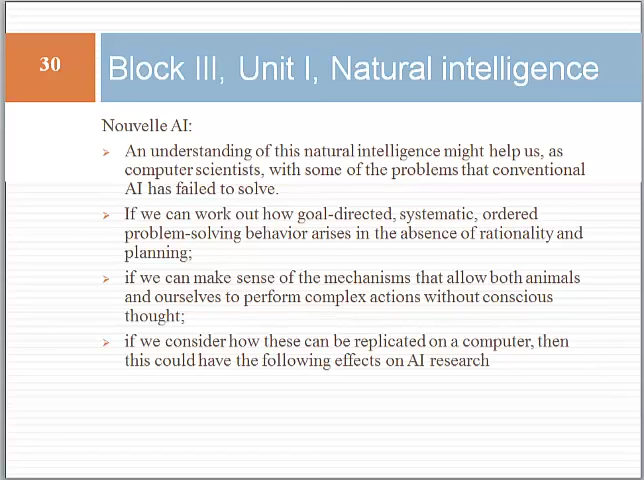 30
Block III, Unit I, Natural intelligence
Nouvelle AI:
An understanding of this natural intelligence might help us, as
computer scientists, with some of the problems that conventional
AI has failed to solve.
If we can work out how goal-directed, systematic, ordered
problem-solving behavior arises in the absence of rationality and
planning;
if we can make sense of the mechanisms that allow both animals
and ourselves to perform complex actions without conscious
thought;
if we consider how these can be replicated on a computer, then
this could have the following effects on AI research